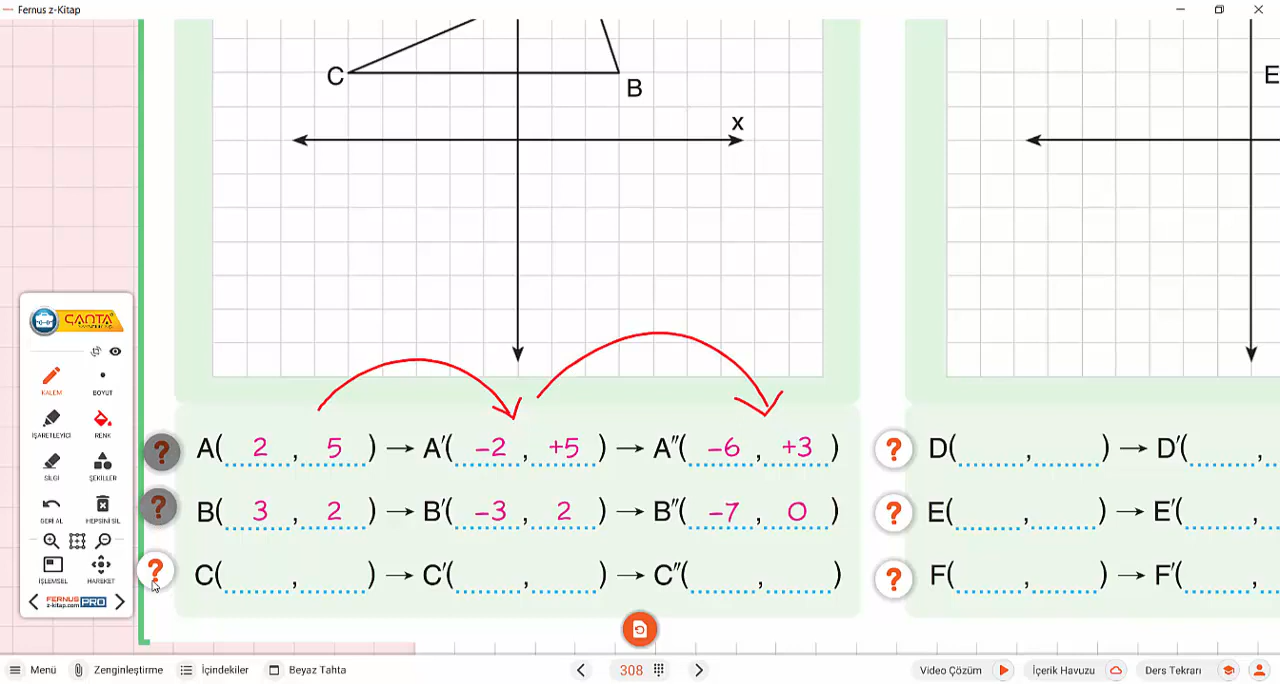 Fernus z-Kitap
C
B
x
E
ÇANTA
KALEM
BOYUT
İŞARETLEYİCİ
RENK
SİLGİ
ŞEKİLLER
GERİ AL
HEPSİNİ SİL
İŞLEMSEL
HAREKET
FERNUS PRO
z-kitap.com
? A( 2 , 5 ) → A′( −2 , +5 ) → A″( −6 , +3 )
? B( 3 , 2 ) → B′( −3 , 2 ) → B″( −7 , 0 )
? C( , ) → C′( , ) → C″( , )
? D( , ) → D′( ,
? E( , ) → E′( ,
? F( , ) → F′( ,
Menü Zenginleştirme İçindekiler Beyaz Tahta 308 Video Çözüm İçerik Havuzu Ders Tekrarı